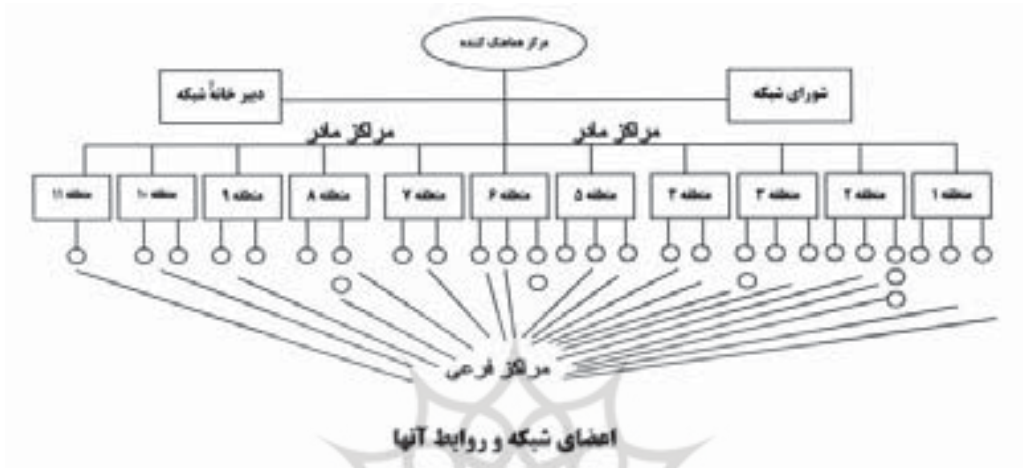 مرکز هماهنگ کننده
شورای شبکه
دبیر خانهٔ شبکه
مراکز مادر
مراکز مادر
منطقه ۱
منطقه ۲
منطقه ۳
منطقه ۴
منطقه ۵
منطقه ۶
منطقه ۷
منطقه ۸
منطقه ۹
منطقه ۱۰
منطقه ۱۱
مراکز فرعی
اعضای شبکه و روابط آنها